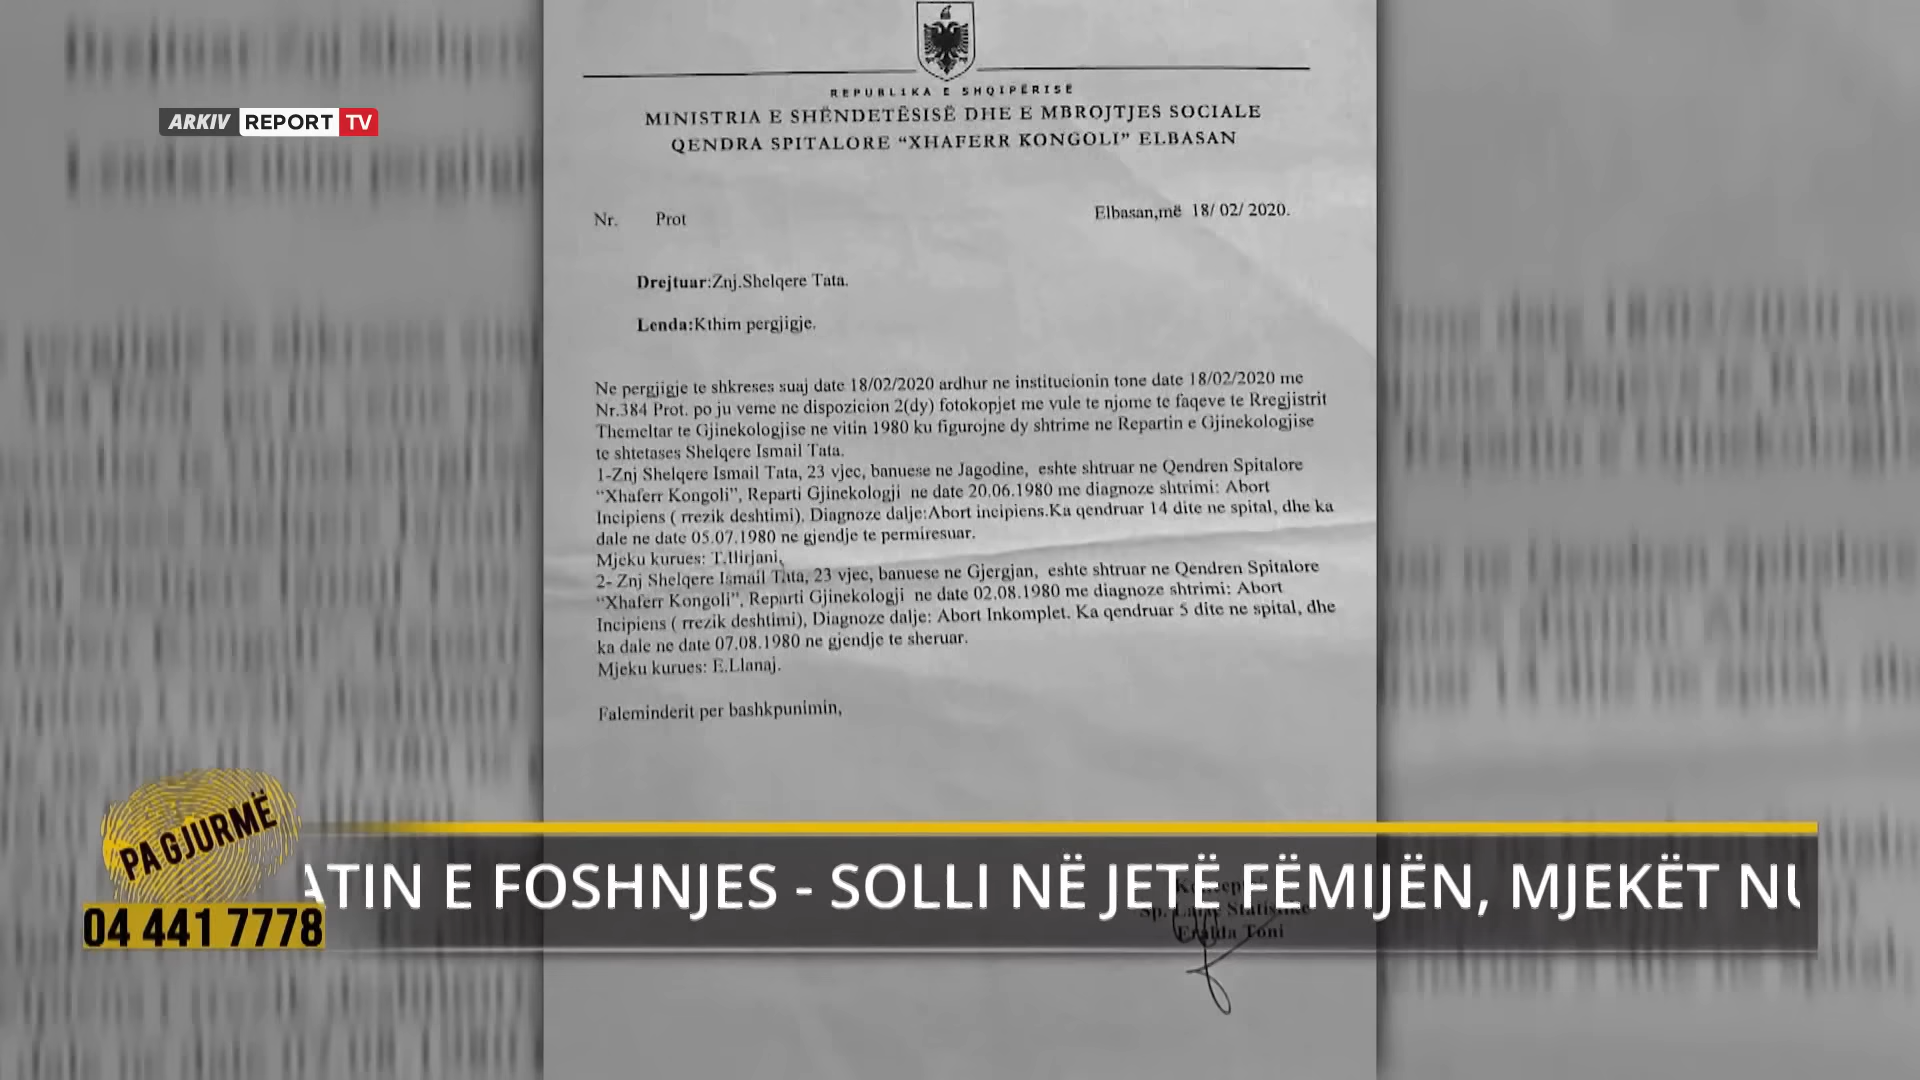 ARKIV REPORT TV
REPUBLIKA E SHQIPËRISË
MINISTRIA E SHËNDETËSISË DHE E MBROJTJES SOCIALE
QENDRA SPITALORE “XHAFERR KONGOLI” ELBASAN
Nr. Prot
Elbasan,më 18/ 02/ 2020.
Drejtuar:Znj.Shelqere Tata.
Lenda:Kthim pergjigje.
Ne pergjigje te shkreses suaj date 18/02/2020 ardhur ne institucionin tone date 18/02/2020 me
Nr.384 Prot. po ju veme ne dispozicion 2(dy) fotokopjet me vule te njome te faqeve te Rregjistrit
Themeltar te Gjinekologjise ne vitin 1980 ku figurojne dy shtrime ne Repartin e Gjinekologjise
te shtetases Shelqere Ismail Tata.
1-Znj Shelqere Ismail Tata, 23 vjec, banuese ne Jagodine, eshte shtruar ne Qendren Spitalore
“Xhaferr Kongoli”, Reparti Gjinekologji ne date 20.06.1980 me diagnoze shtrimi: Abort
Incipiens ( rrezik deshtimi), Diagnoze dalje:Abort incipiens.Ka qendruar 14 dite ne spital, dhe ka
dale ne date 05.07.1980 ne gjendje te permiresuar.
Mjeku kurues: T.Ilirjani,
2- Znj Shelqere Ismail Tata, 23 vjec, banuese ne Gjergjan, eshte shtruar ne Qendren Spitalore
“Xhaferr Kongoli”, Reparti Gjinekologji ne date 02.08.1980 me diagnoze shtrimi: Abort
Incipiens ( rrezik deshtimi), Diagnoze dalje: Abort Inkomplet. Ka qendruar 5 dite ne spital, dhe
ka dale ne date 07.08.1980 ne gjendje te sheruar.
Mjeku kurues: E.Llanaj.
Faleminderit per bashkpunimin,
PA GJURMË
ATIN E FOSHNJES - SOLLI NË JETË FËMIJËN, MJEKËT NU
04 441 7778
Eralda Toni